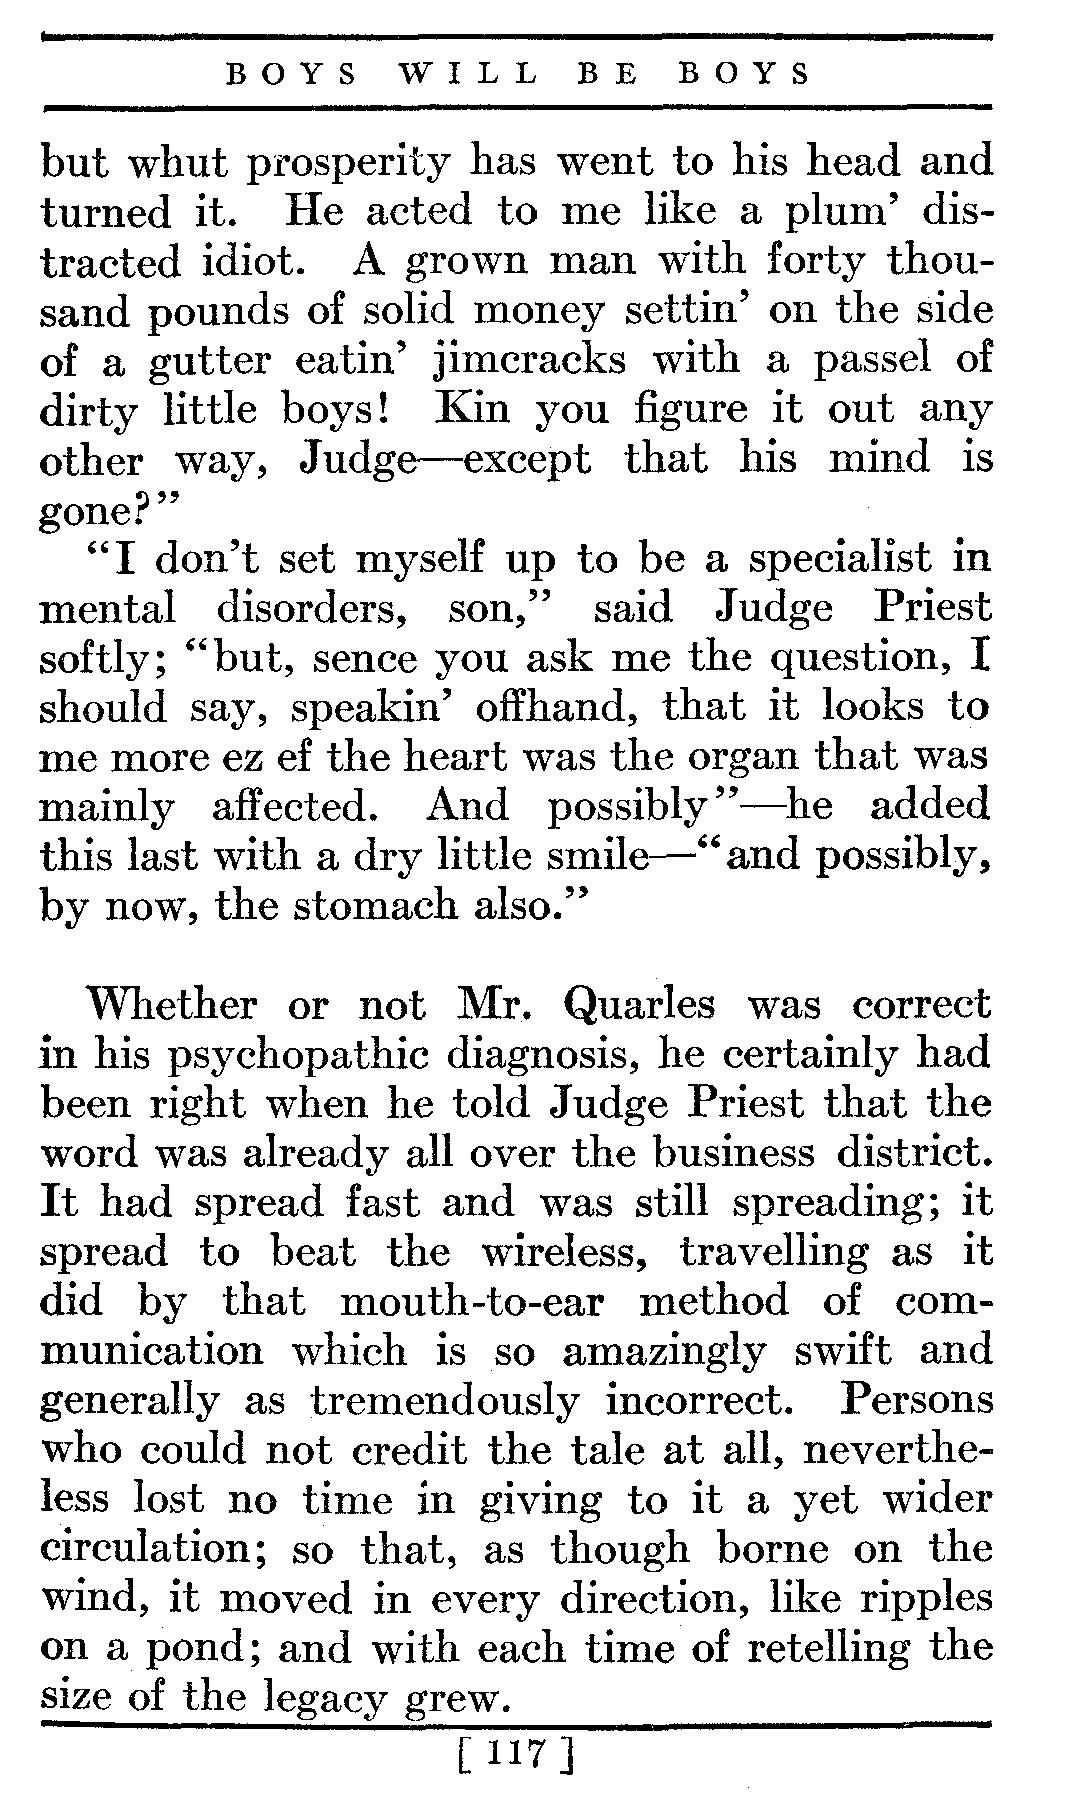 BOYS WILL BE BOYS
but whut prosperity has went to his head and
turned it. He acted to me like a plum’ dis-
tracted idiot. A grown man with forty thou-
sand pounds of solid money settin’ on the side
of a gutter eatin’ jimcracks with a passel of
dirty little boys! Kin you figure it out any
other way, Judge—except that his mind is
gone?”
“I don’t set myself up to be a specialist in
mental disorders, son,” said Judge Priest
softly; “but, sence you ask me the question, I
should say, speakin’ offhand, that it looks to
me more ez ef the heart was the organ that was
mainly affected. And possibly”—he added
this last with a dry little smile—“and possibly,
by now, the stomach also.”
Whether or not Mr. Quarles was correct
in his psychopathic diagnosis, he certainly had
been right when he told Judge Priest that the
word was already all over the business district.
It had spread fast and was still spreading; it
spread to beat the wireless, travelling as it
did by that mouth-to-ear method of com-
munication which is so amazingly swift and
generally as tremendously incorrect. Persons
who could not credit the tale at all, neverthe-
less lost no time in giving to it a yet wider
circulation; so that, as though borne on the
wind, it moved in every direction, like ripples
on a pond; and with each time of retelling the
size of the legacy grew.
[ 117 ]